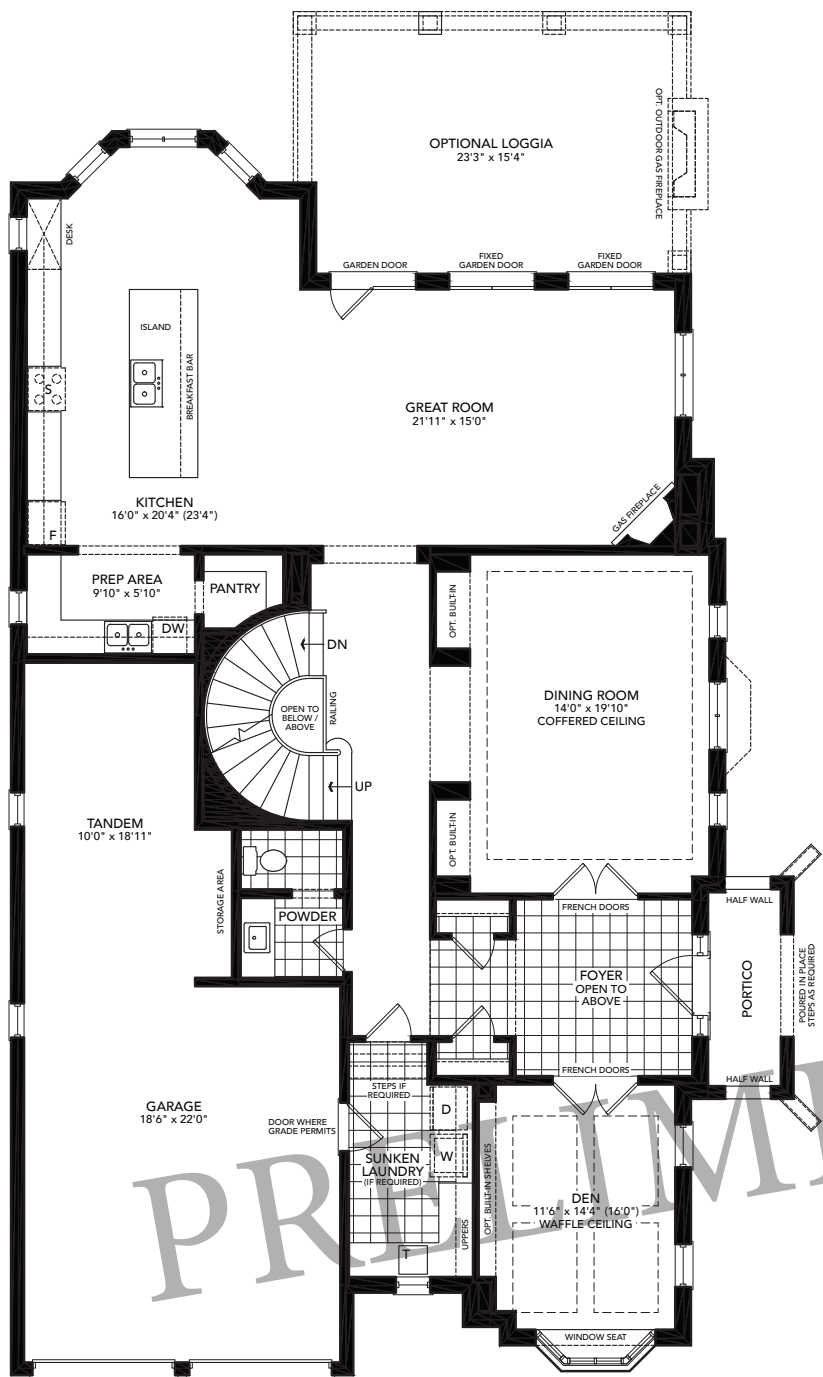 OPTIONAL LOGGIA
23'3" x 15'4"
OPT. OUTDOOR GAS FIREPLACE
DESK
GARDEN DOOR
FIXED
GARDEN DOOR
FIXED
GARDEN DOOR
ISLAND
BREAKFAST BAR
S
GREAT ROOM
21'11" x 15'0"
KITCHEN
16'0" x 20'4" (23'4")
GAS FIREPLACE
F
PREP AREA
9'10" x 5'10"
PANTRY
DW
OPT. BUILT-IN
DN
RAILING
OPEN TO
BELOW /
ABOVE
UP
DINING ROOM
14'0" x 19'10"
COFFERED CEILING
TANDEM
10'0" x 18'11"
OPT. BUILT-IN
STORAGE AREA
POWDER
FRENCH DOORS
HALF WALL
FOYER
OPEN TO
ABOVE
PORTICO
POURED IN PLACE
STEPS AS REQUIRED
FRENCH DOORS
HALF WALL
STEPS IF
REQUIRED
D
GARAGE
18'6" x 22'0"
DOOR WHERE
GRADE PERMITS
W
SUNKEN
LAUNDRY
(IF REQUIRED)
OPT. BUILT-IN SHELVES
UPPERS
T
DEN
11'6" x 14'4" (16'0")
WAFFLE CEILING
WINDOW SEAT